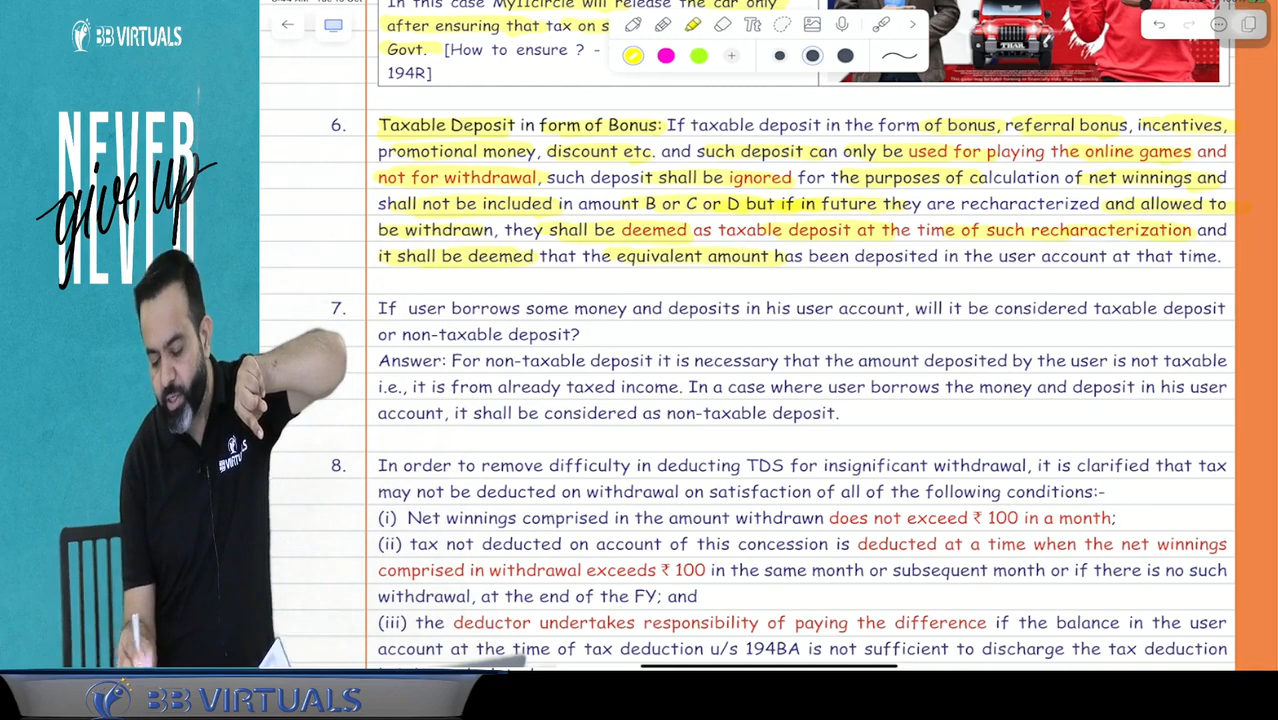 BB VIRTUALS
NEVER
give up
NEVER
In this case My11circle will release the car only
after ensuring that tax on s
Govt. [How to ensure ? -
194R]
THAR
6. Taxable Deposit in form of Bonus: If taxable deposit in the form of bonus, referral bonus, incentives,
promotional money, discount etc. and such deposit can only be used for playing the online games and
not for withdrawal, such deposit shall be ignored for the purposes of calculation of net winnings and
shall not be included in amount B or C or D but if in future they are recharacterized and allowed to
be withdrawn, they shall be deemed as taxable deposit at the time of such recharacterization and
it shall be deemed that the equivalent amount has been deposited in the user account at that time.
7. If user borrows some money and deposits in his user account, will it be considered taxable deposit
or non-taxable deposit?
Answer: For non-taxable deposit it is necessary that the amount deposited by the user is not taxable
i.e., it is from already taxed income. In a case where user borrows the money and deposit in his user
account, it shall be considered as non-taxable deposit.
8. In order to remove difficulty in deducting TDS for insignificant withdrawal, it is clarified that tax
may not be deducted on withdrawal on satisfaction of all of the following conditions:-
(i) Net winnings comprised in the amount withdrawn does not exceed ₹ 100 in a month;
(ii) tax not deducted on account of this concession is deducted at a time when the net winnings
comprised in withdrawal exceeds ₹ 100 in the same month or subsequent month or if there is no such
withdrawal, at the end of the FY; and
(iii) the deductor undertakes responsibility of paying the difference if the balance in the user
account at the time of tax deduction u/s 194BA is not sufficient to discharge the tax deduction
BB VIRTUALS
BB VIRTUALS